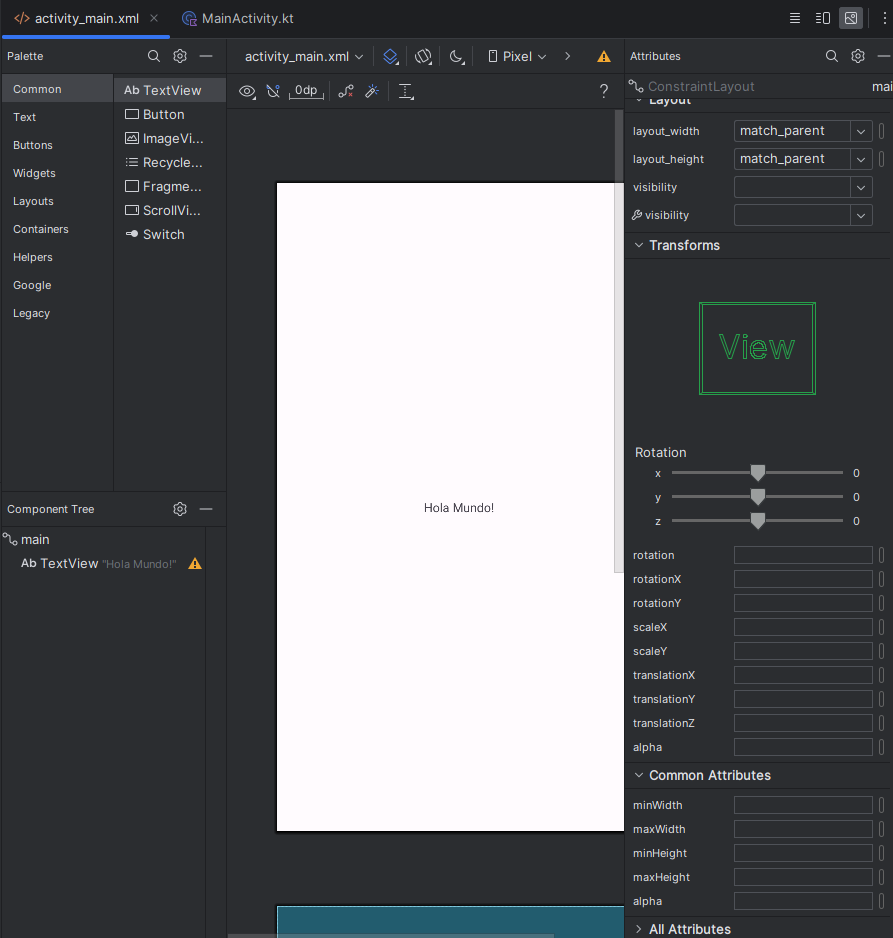 activity_main.xml
MainActivity.kt
Palette
activity_main.xml
Pixel
Attributes
Common
Text
Buttons
Widgets
Layouts
Containers
Helpers
Google
Legacy
Ab TextView
Button
ImageVi...
Recycle...
Fragme...
ScrollVi...
Switch
0dp
?
Hola Mundo!
Component Tree
main
Ab TextView "Hola Mundo!"
ConstraintLayout
mai
Layout
layout_width match_parent
layout_height match_parent
visibility
visibility
Transforms
View
Rotation
x 0
y 0
z 0
rotation
rotationX
rotationY
scaleX
scaleY
translationX
translationY
translationZ
alpha
Common Attributes
minWidth
maxWidth
minHeight
maxHeight
alpha
All Attributes